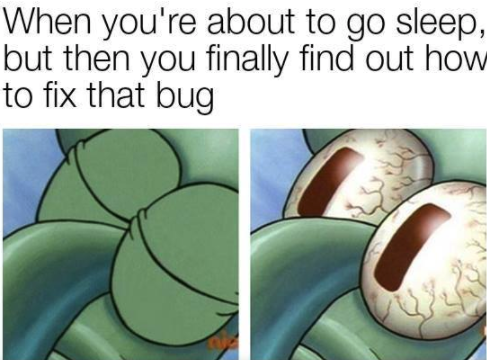 When you're about to go sleep,
but then you finally find out how
to fix that bug